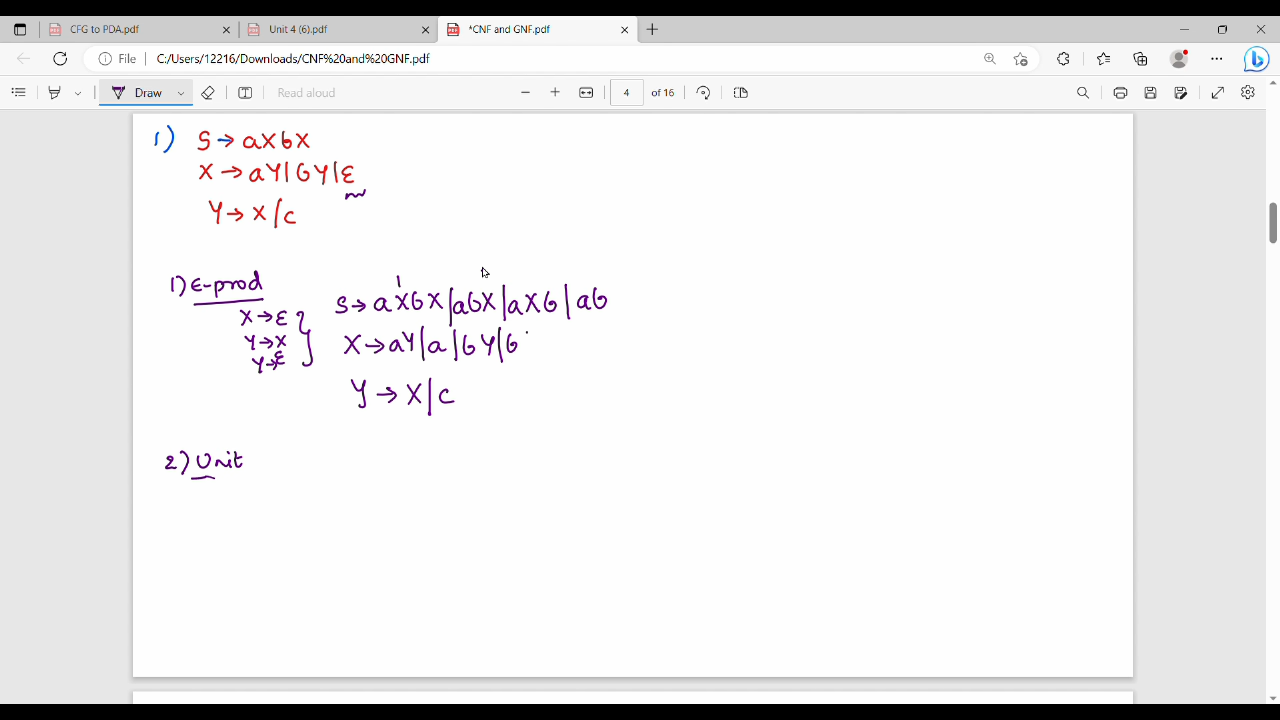 CFG to PDA.pdf
Unit 4 (6).pdf
*CNF and GNF.pdf
File
C:/Users/12216/Downloads/CNF%20and%20GNF.pdf
Draw
Read aloud
4 of 16
1) S → aXbX
X → aY|bY|ε
Y → X|c
1) ε-prod
X → ε
Y → X
Y → ε
S → aXbX|abX|aXb|ab
X → aY|a|bY|b
Y → X|c
2) Unit